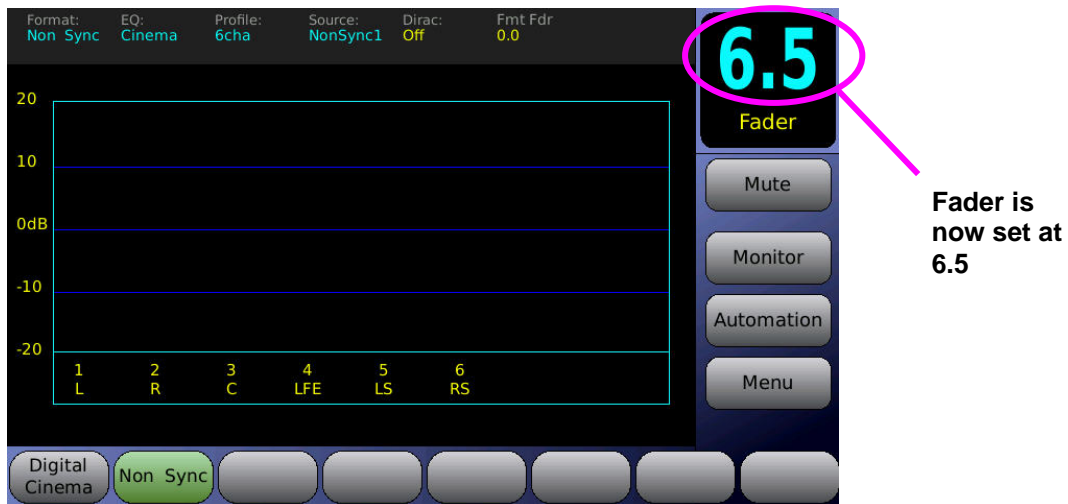 Format: EQ: Profile: Source: Dirac: Fmt Fdr
Non Sync Cinema 6cha NonSync1 Off 0.0
6.5
Fader
20
10
0dB
-10
-20
1 2 3 4 5 6
L R C LFE LS RS
Mute
Monitor
Automation
Menu
Digital
Cinema
Non Sync
Fader is
now set at
6.5